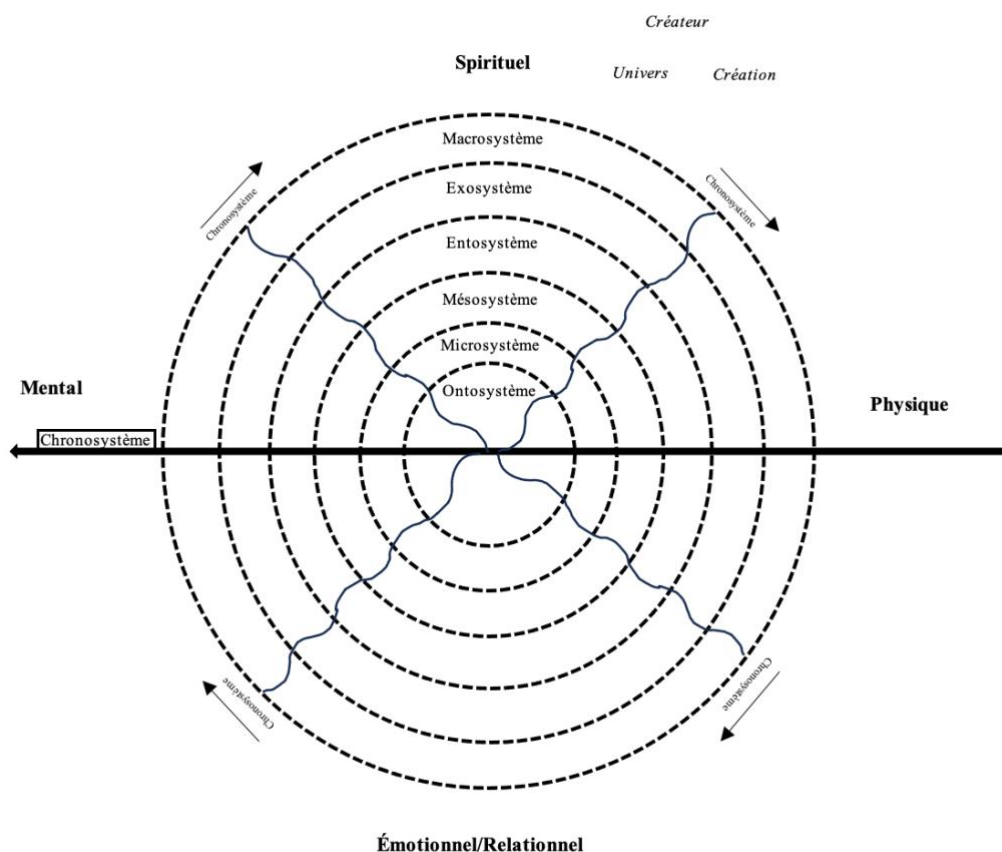 Créateur
Spirituel
Univers Création
Macrosystème
Exosystème
Chronosystème
Chronosystème
Entosystème
Mésosystème
Microsystème
Ontosystème
Mental
Physique
Chronosystème
Chronosystème
Chronosystème
Émotionnel/Relationnel